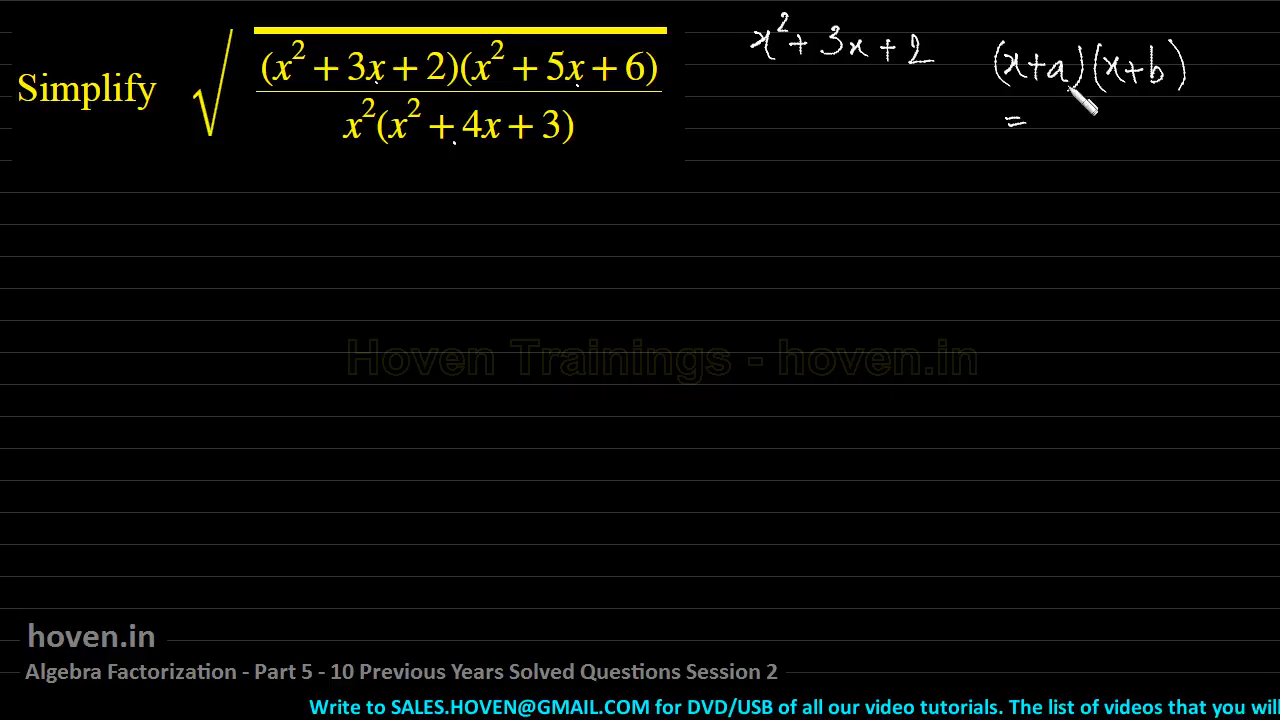 Simplify √((x² + 3x + 2)(x² + 5x + 6) / x²(x² + 4x + 3))
x² + 3x + 2
(x+a)(x+b)
=
Hoven Trainings - hoven.in
hoven.in
Algebra Factorization - Part 5 - 10 Previous Years Solved Questions Session 2
Write to SALES.HOVEN@GMAIL.COM for DVD/USB of all our video tutorials. The list of videos that you will